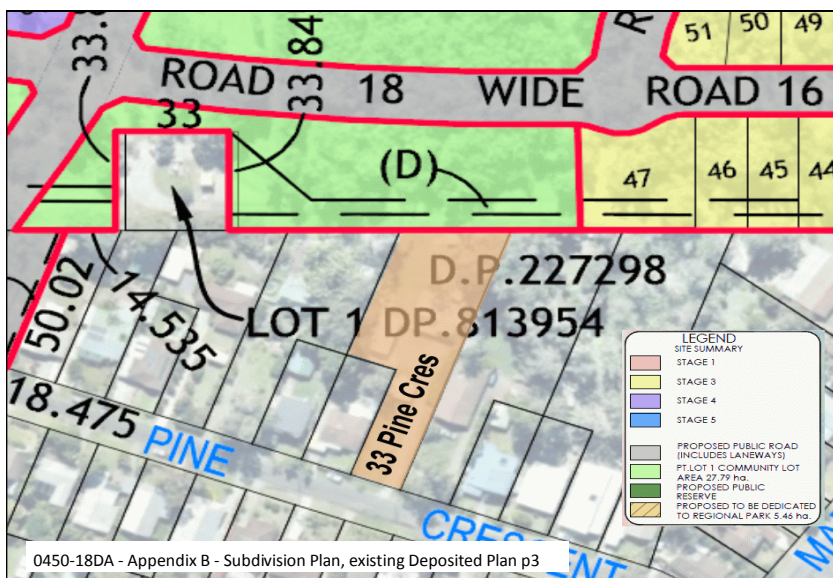 33.8
33.84
R
51 50 49
ROAD 18 WIDE ROAD 16
33
(D)
47 46 45 44
D.P.227298
50.02
14.535
LOT 1 DP.813954
33 Pine Cres
18.475
PINE
CRESCENT
MA
LEGEND
SITE SUMMARY
STAGE 1
STAGE 3
STAGE 4
STAGE 5
PROPOSED PUBLIC ROAD
(INCLUDES LANEWAYS)
PT.LOT 1 COMMUNITY LOT
AREA 27.79 ha.
PROPOSED PUBLIC
RESERVE
PROPOSED TO BE DEDICATED
TO REGIONAL PARK 5.46 ha.
0450-18DA - Appendix B - Subdivision Plan, existing Deposited Plan p3